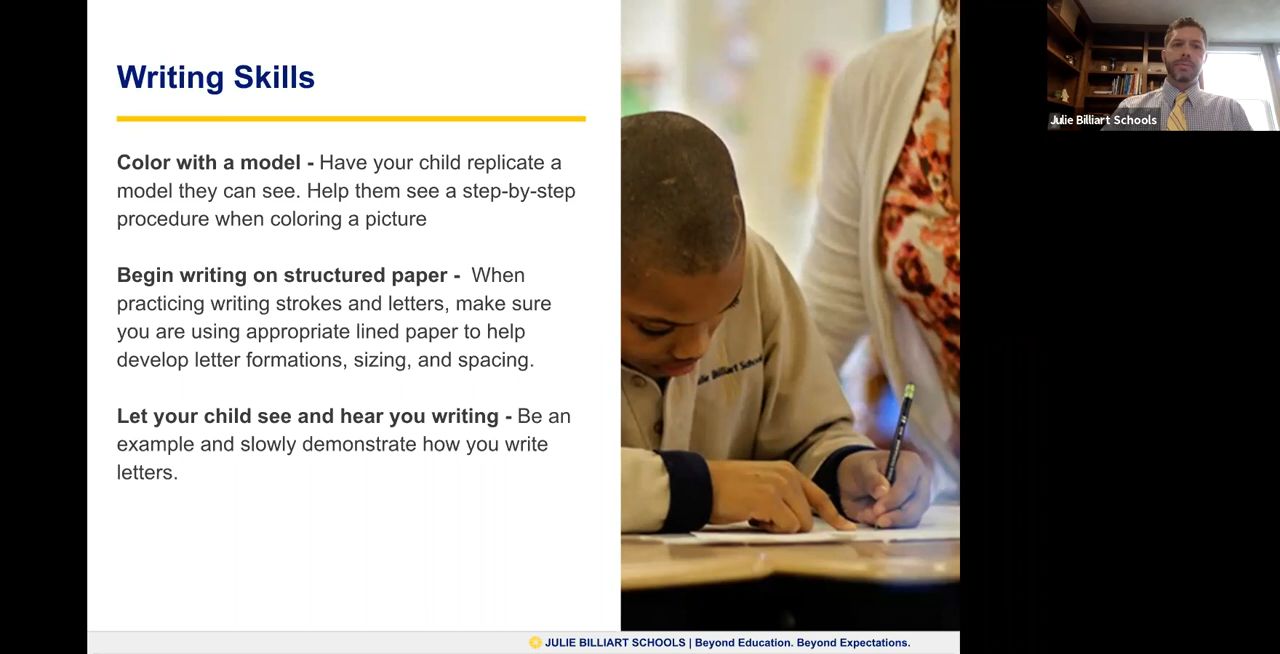 Writing Skills
Color with a model - Have your child replicate a
model they can see. Help them see a step-by-step
procedure when coloring a picture
Begin writing on structured paper -  When
practicing writing strokes and letters, make sure
you are using appropriate lined paper to help
develop letter formations, sizing, and spacing.
Let your child see and hear you writing - Be an
example and slowly demonstrate how you write
letters.
Billiart School
JULIE BILLIART SCHOOLS | Beyond Education. Beyond Expectations.
Julie Billiart Schools